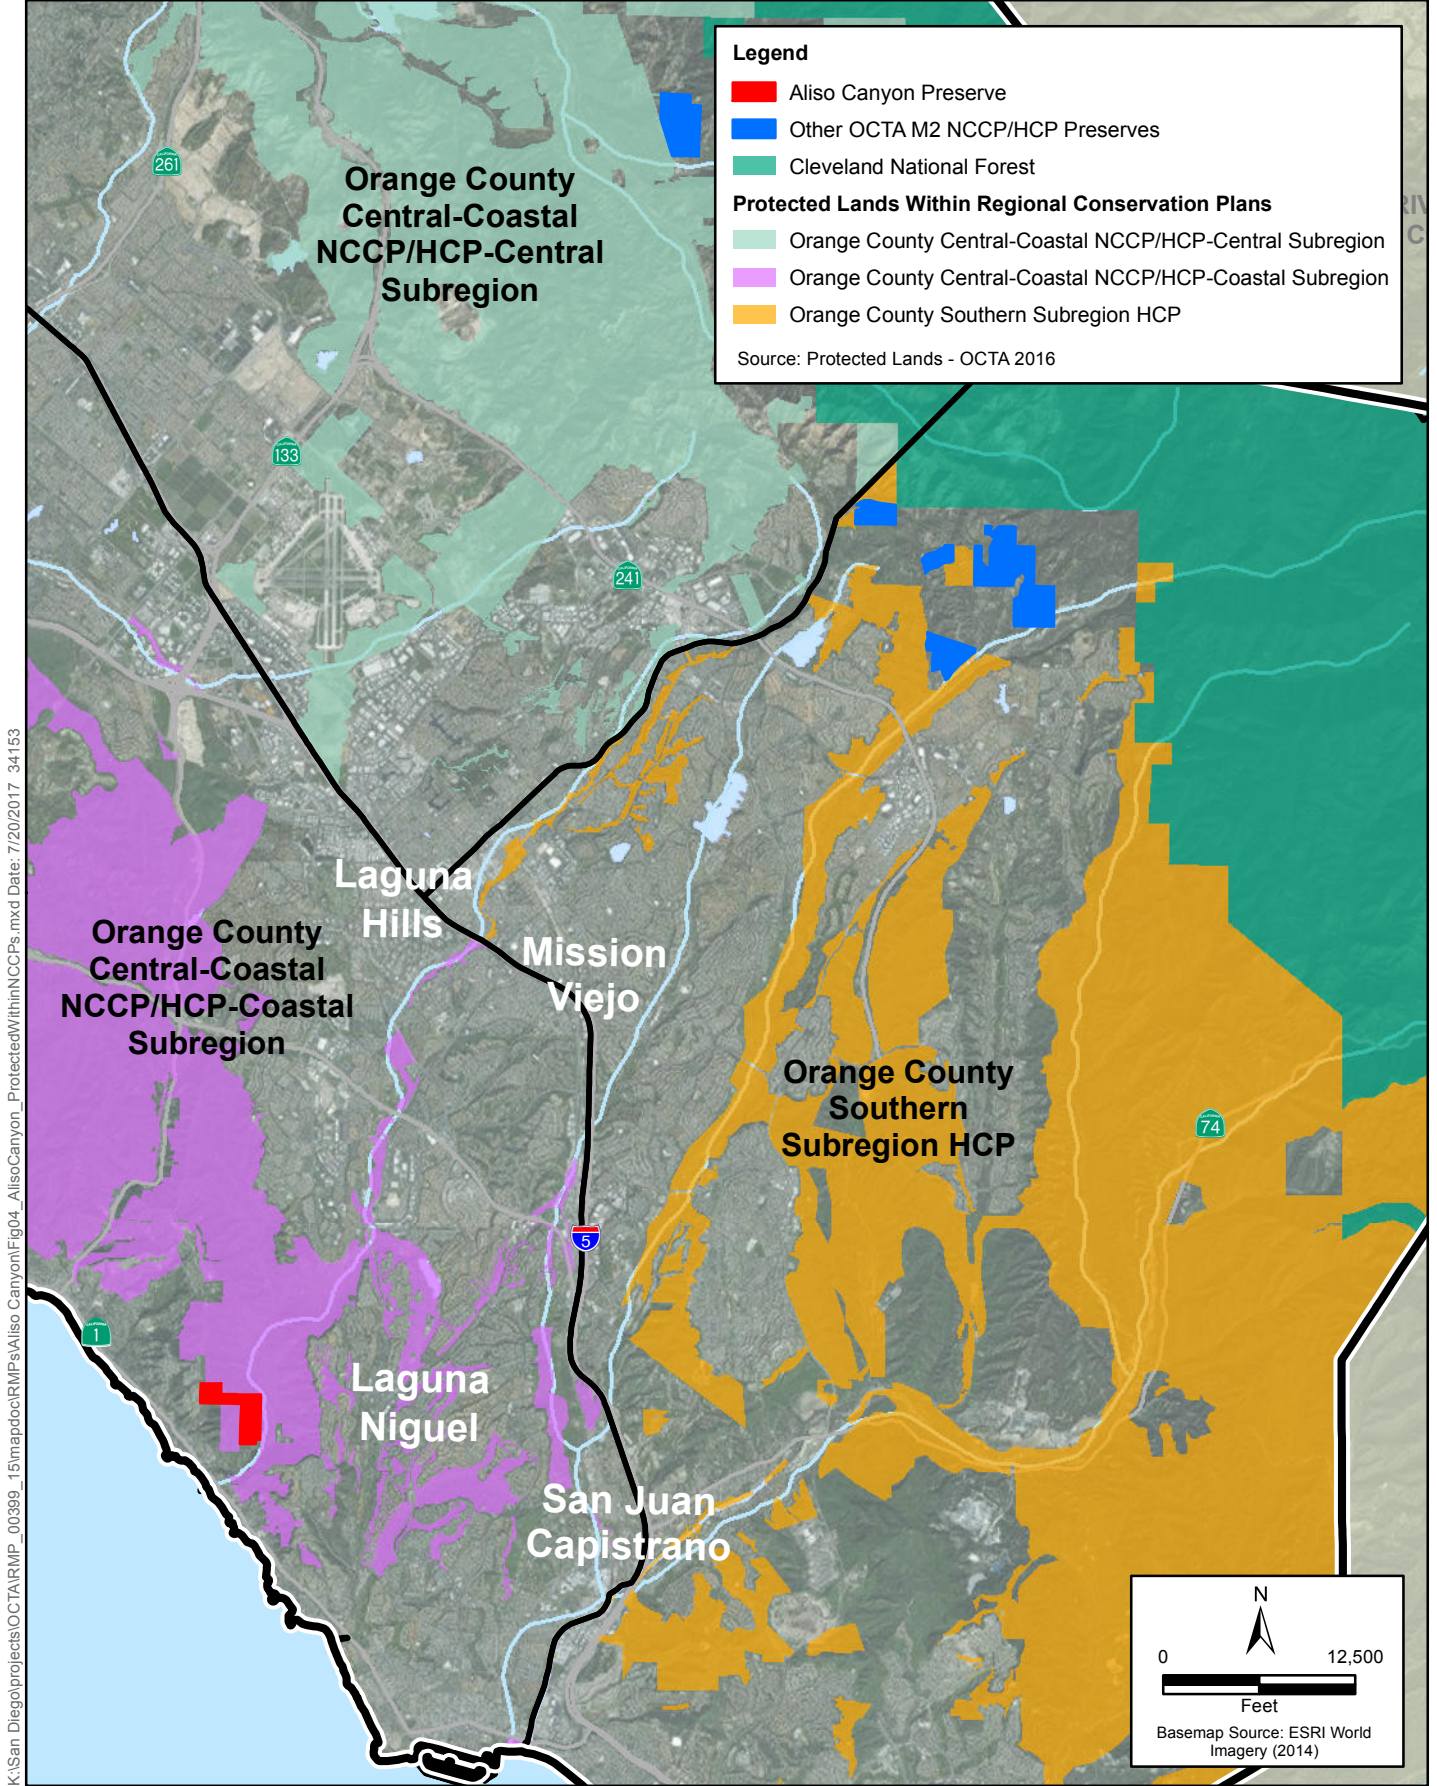 Legend
Aliso Canyon Preserve
Other OCTA M2 NCCP/HCP Preserves
Cleveland National Forest
Protected Lands Within Regional Conservation Plans
Orange County Central-Coastal NCCP/HCP-Central Subregion
Orange County Central-Coastal NCCP/HCP-Coastal Subregion
Orange County Southern Subregion HCP
Source: Protected Lands - OCTA 2016
261
Orange County
Central-Coastal
NCCP/HCP-Central
Subregion
133
241
Laguna
Hills
Mission
Viejo
Orange County
Central-Coastal
NCCP/HCP-Coastal
Subregion
Orange County
Southern
Subregion HCP
74
5
1
Laguna
Niguel
San Juan
Capistrano
N
0 12,500
Feet
Basemap Source: ESRI World
Imagery (2014)
K:\San Diego\projects\OCTA\RMP_00399_15\mapdoc\RMPs\Aliso Canyon\Fig04_AlisoCanyon_ProtectedWithinNCCPs.mxd Date: 7/20/2017 34153